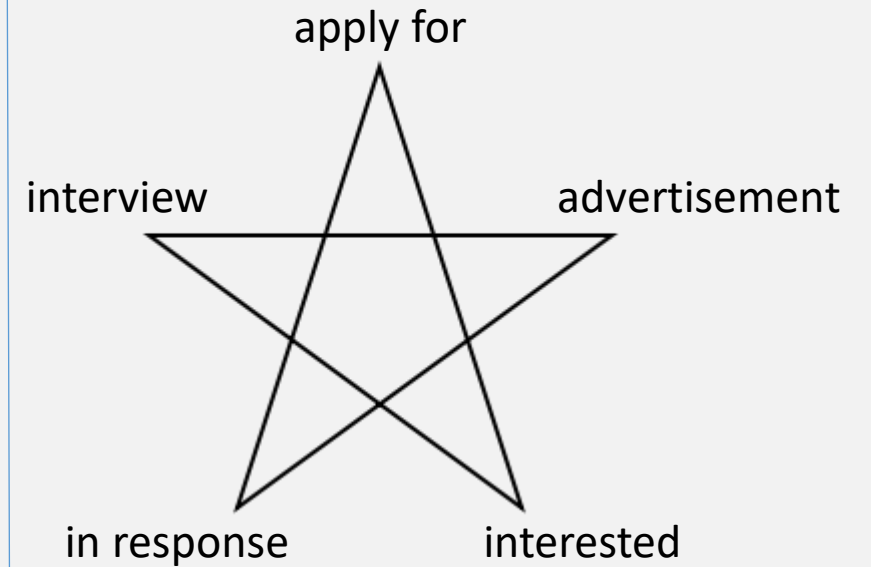 apply for
interview
advertisement
in response
interested